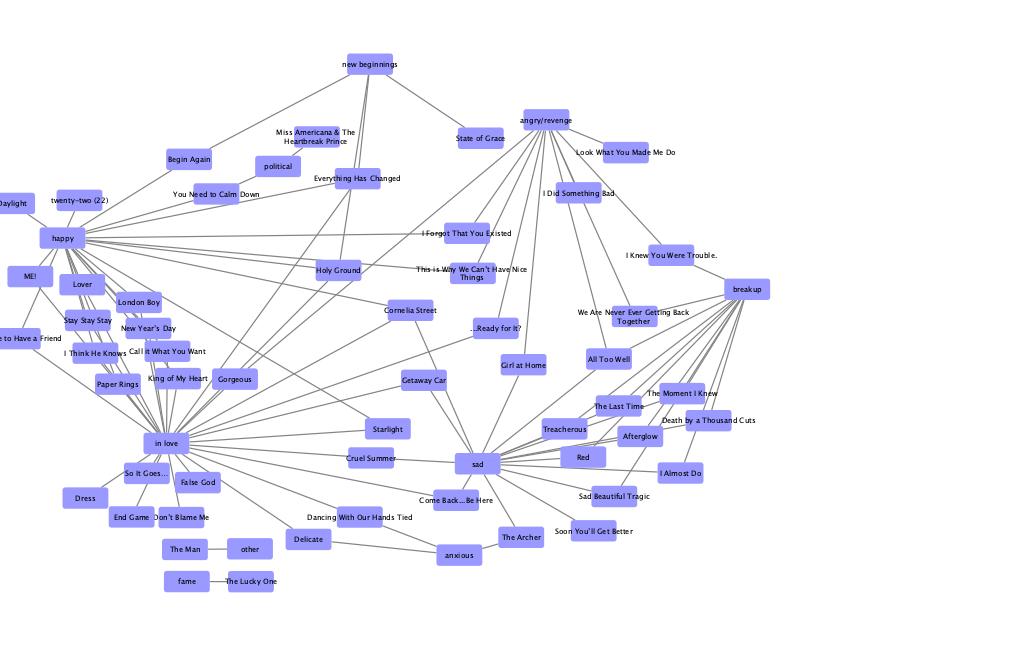 new beginnings
angry/revenge
Miss Americana & The
Heartbreak Prince
State of Grace
Look What You Made Me Do
Begin Again
political
Everything Has Changed
You Need to Calm Down
I Did Something Bad
Daylight
twenty-two (22)
happy
I Forgot That You Existed
I Knew You Were Trouble.
ME!
Lover
Holy Ground
This is Why We Can't Have Nice
Things
breakup
London Boy
Cornelia Street
We Are Never Ever Getting Back
Together
Stay Stay Stay
New Year's Day
...Ready for It?
e to Have a Friend
I Think He Knows
Call it What You Want
Girl at Home
All Too Well
Paper Rings
King of My Heart
Gorgeous
Getaway Car
The Moment I Knew
The Last Time
Death by a Thousand Cuts
Starlight
Treacherous
Afterglow
in love
Cruel Summer
sad
Red
So It Goes...
False God
I Almost Do
Dress
Come Back...Be Here
Sad Beautiful Tragic
End Game
Don't Blame Me
Dancing With Our Hands Tied
Soon You'll Get Better
The Archer
Delicate
The Man
other
anxious
fame
The Lucky One